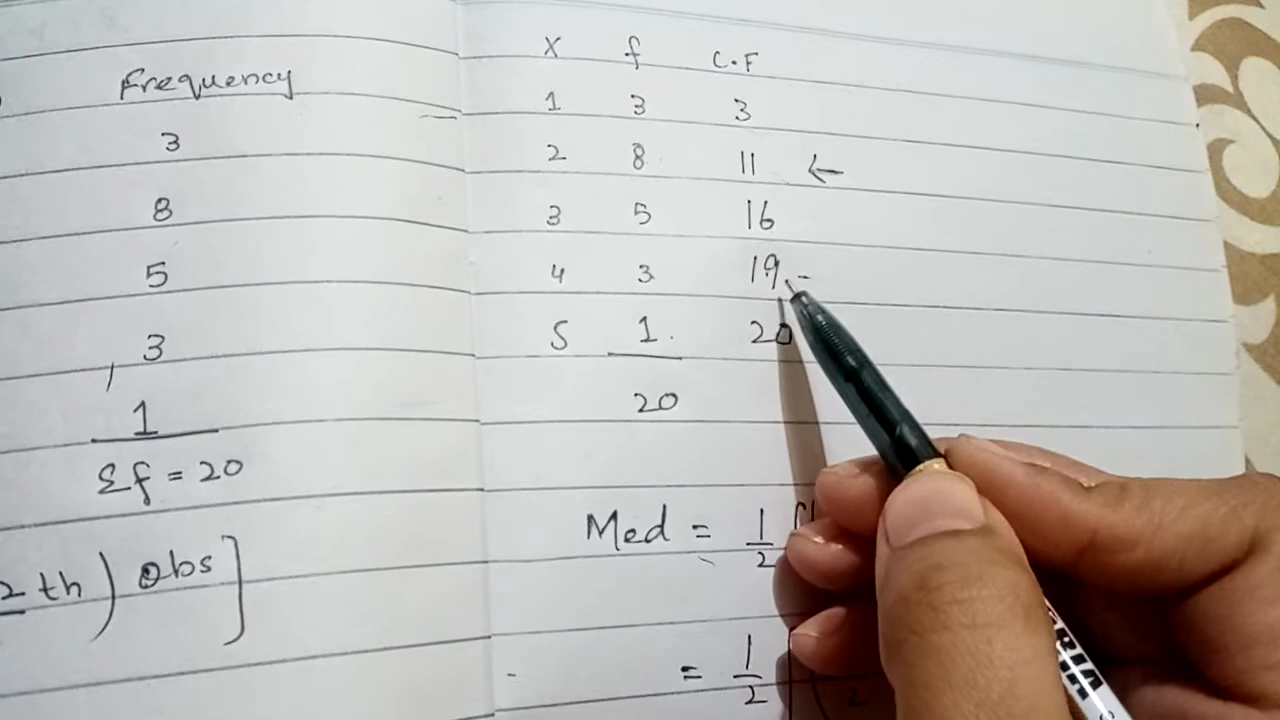 Frequency
3
8
5
3
1
Σf = 20
2 th) obs]
X f C.F
1 3 3
2 8 11 ←
3 5 16
4 3 19 -
5 1. 20
20
Med = 1/2
= 1/2